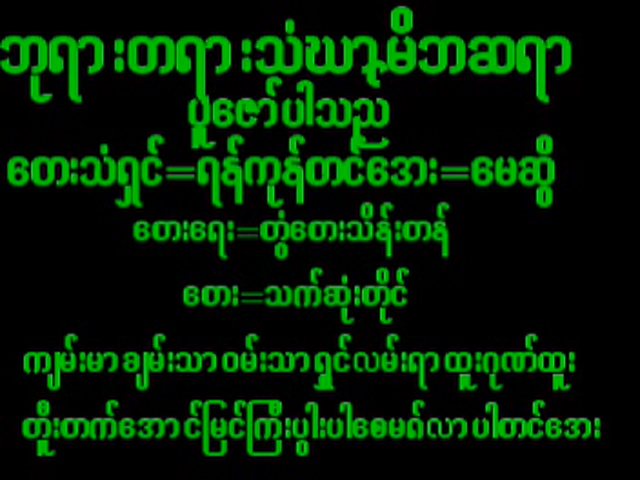 ဘုရား တရား သံဃာ့ မိဘဆရာ
ပူဇော်ပါသည်
တေးသံရှင်=ရန်ကုန်တင်အေး=မေဆွိ
တေးရေး=တွံတေးသိန်းတန်
တေး=သက်ဆုံးတိုင်
ကျမ်းမာ ချမ်းသာ ဝမ်းသာ ရွှင်လမ်းရာ ထူးဂုဏ်ထူး
တိူးတက်အောင်မြင်ကြီးပွါးပါစေမင်္ဂလာ ပါတင်အေး